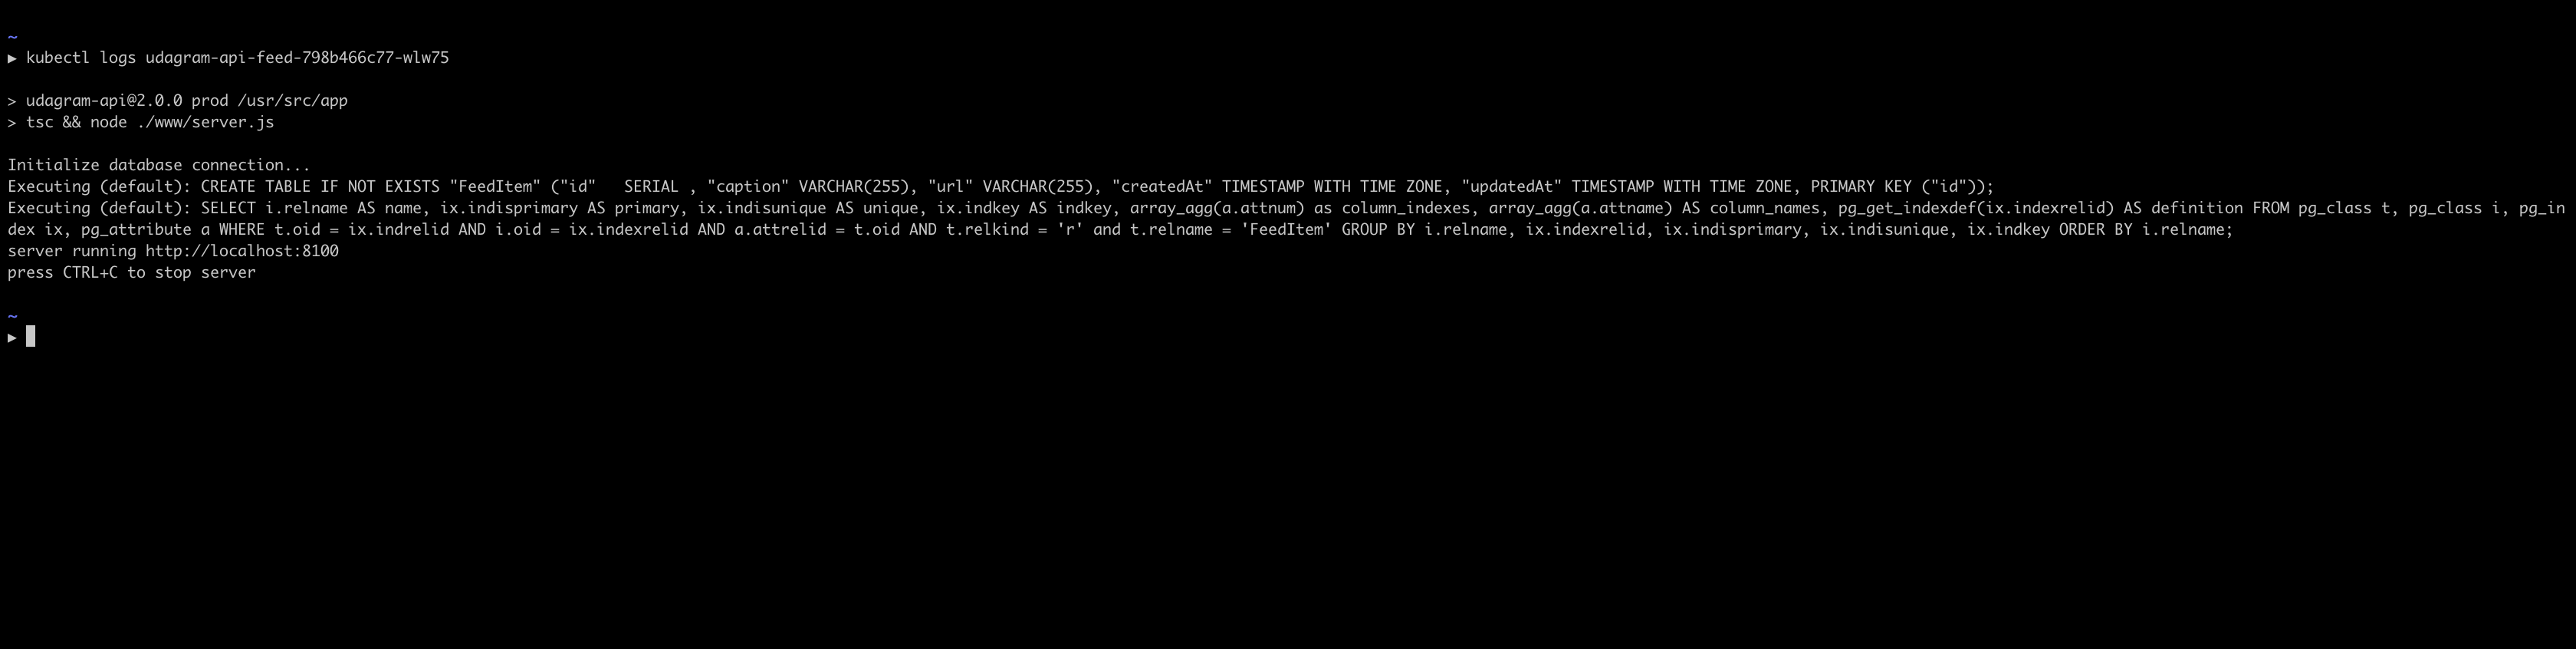 ~
▶ kubectl logs udagram-api-feed-798b466c77-wlw75
> udagram-api@2.0.0 prod /usr/src/app
> tsc && node ./www/server.js
Initialize database connection...
Executing (default): CREATE TABLE IF NOT EXISTS "FeedItem" ("id"   SERIAL , "caption" VARCHAR(255), "url" VARCHAR(255), "createdAt" TIMESTAMP WITH TIME ZONE, "updatedAt" TIMESTAMP WITH TIME ZONE, PRIMARY KEY ("id"));
Executing (default): SELECT i.relname AS name, ix.indisprimary AS primary, ix.indisunique AS unique, ix.indkey AS indkey, array_agg(a.attnum) as column_indexes, array_agg(a.attname) AS column_names, pg_get_indexdef(ix.indexrelid) AS definition FROM pg_class t, pg_class i, pg_in
dex ix, pg_attribute a WHERE t.oid = ix.indrelid AND i.oid = ix.indexrelid AND a.attrelid = t.oid AND t.relkind = 'r' and t.relname = 'FeedItem' GROUP BY i.relname, ix.indexrelid, ix.indisprimary, ix.indisunique, ix.indkey ORDER BY i.relname;
server running http://localhost:8100
press CTRL+C to stop server
~
▶